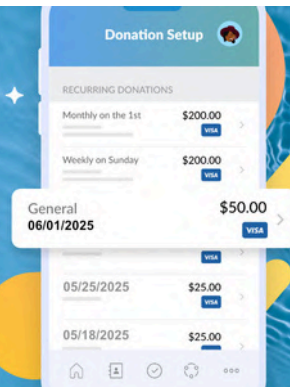 Donation Setup
RECURRING DONATIONS
Monthly on the 1st $200.00
VISA
Weekly on Sunday $200.00
VISA
General $50.00
06/01/2025 VISA
VISA
05/25/2025 $25.00
VISA
05/18/2025 $25.00